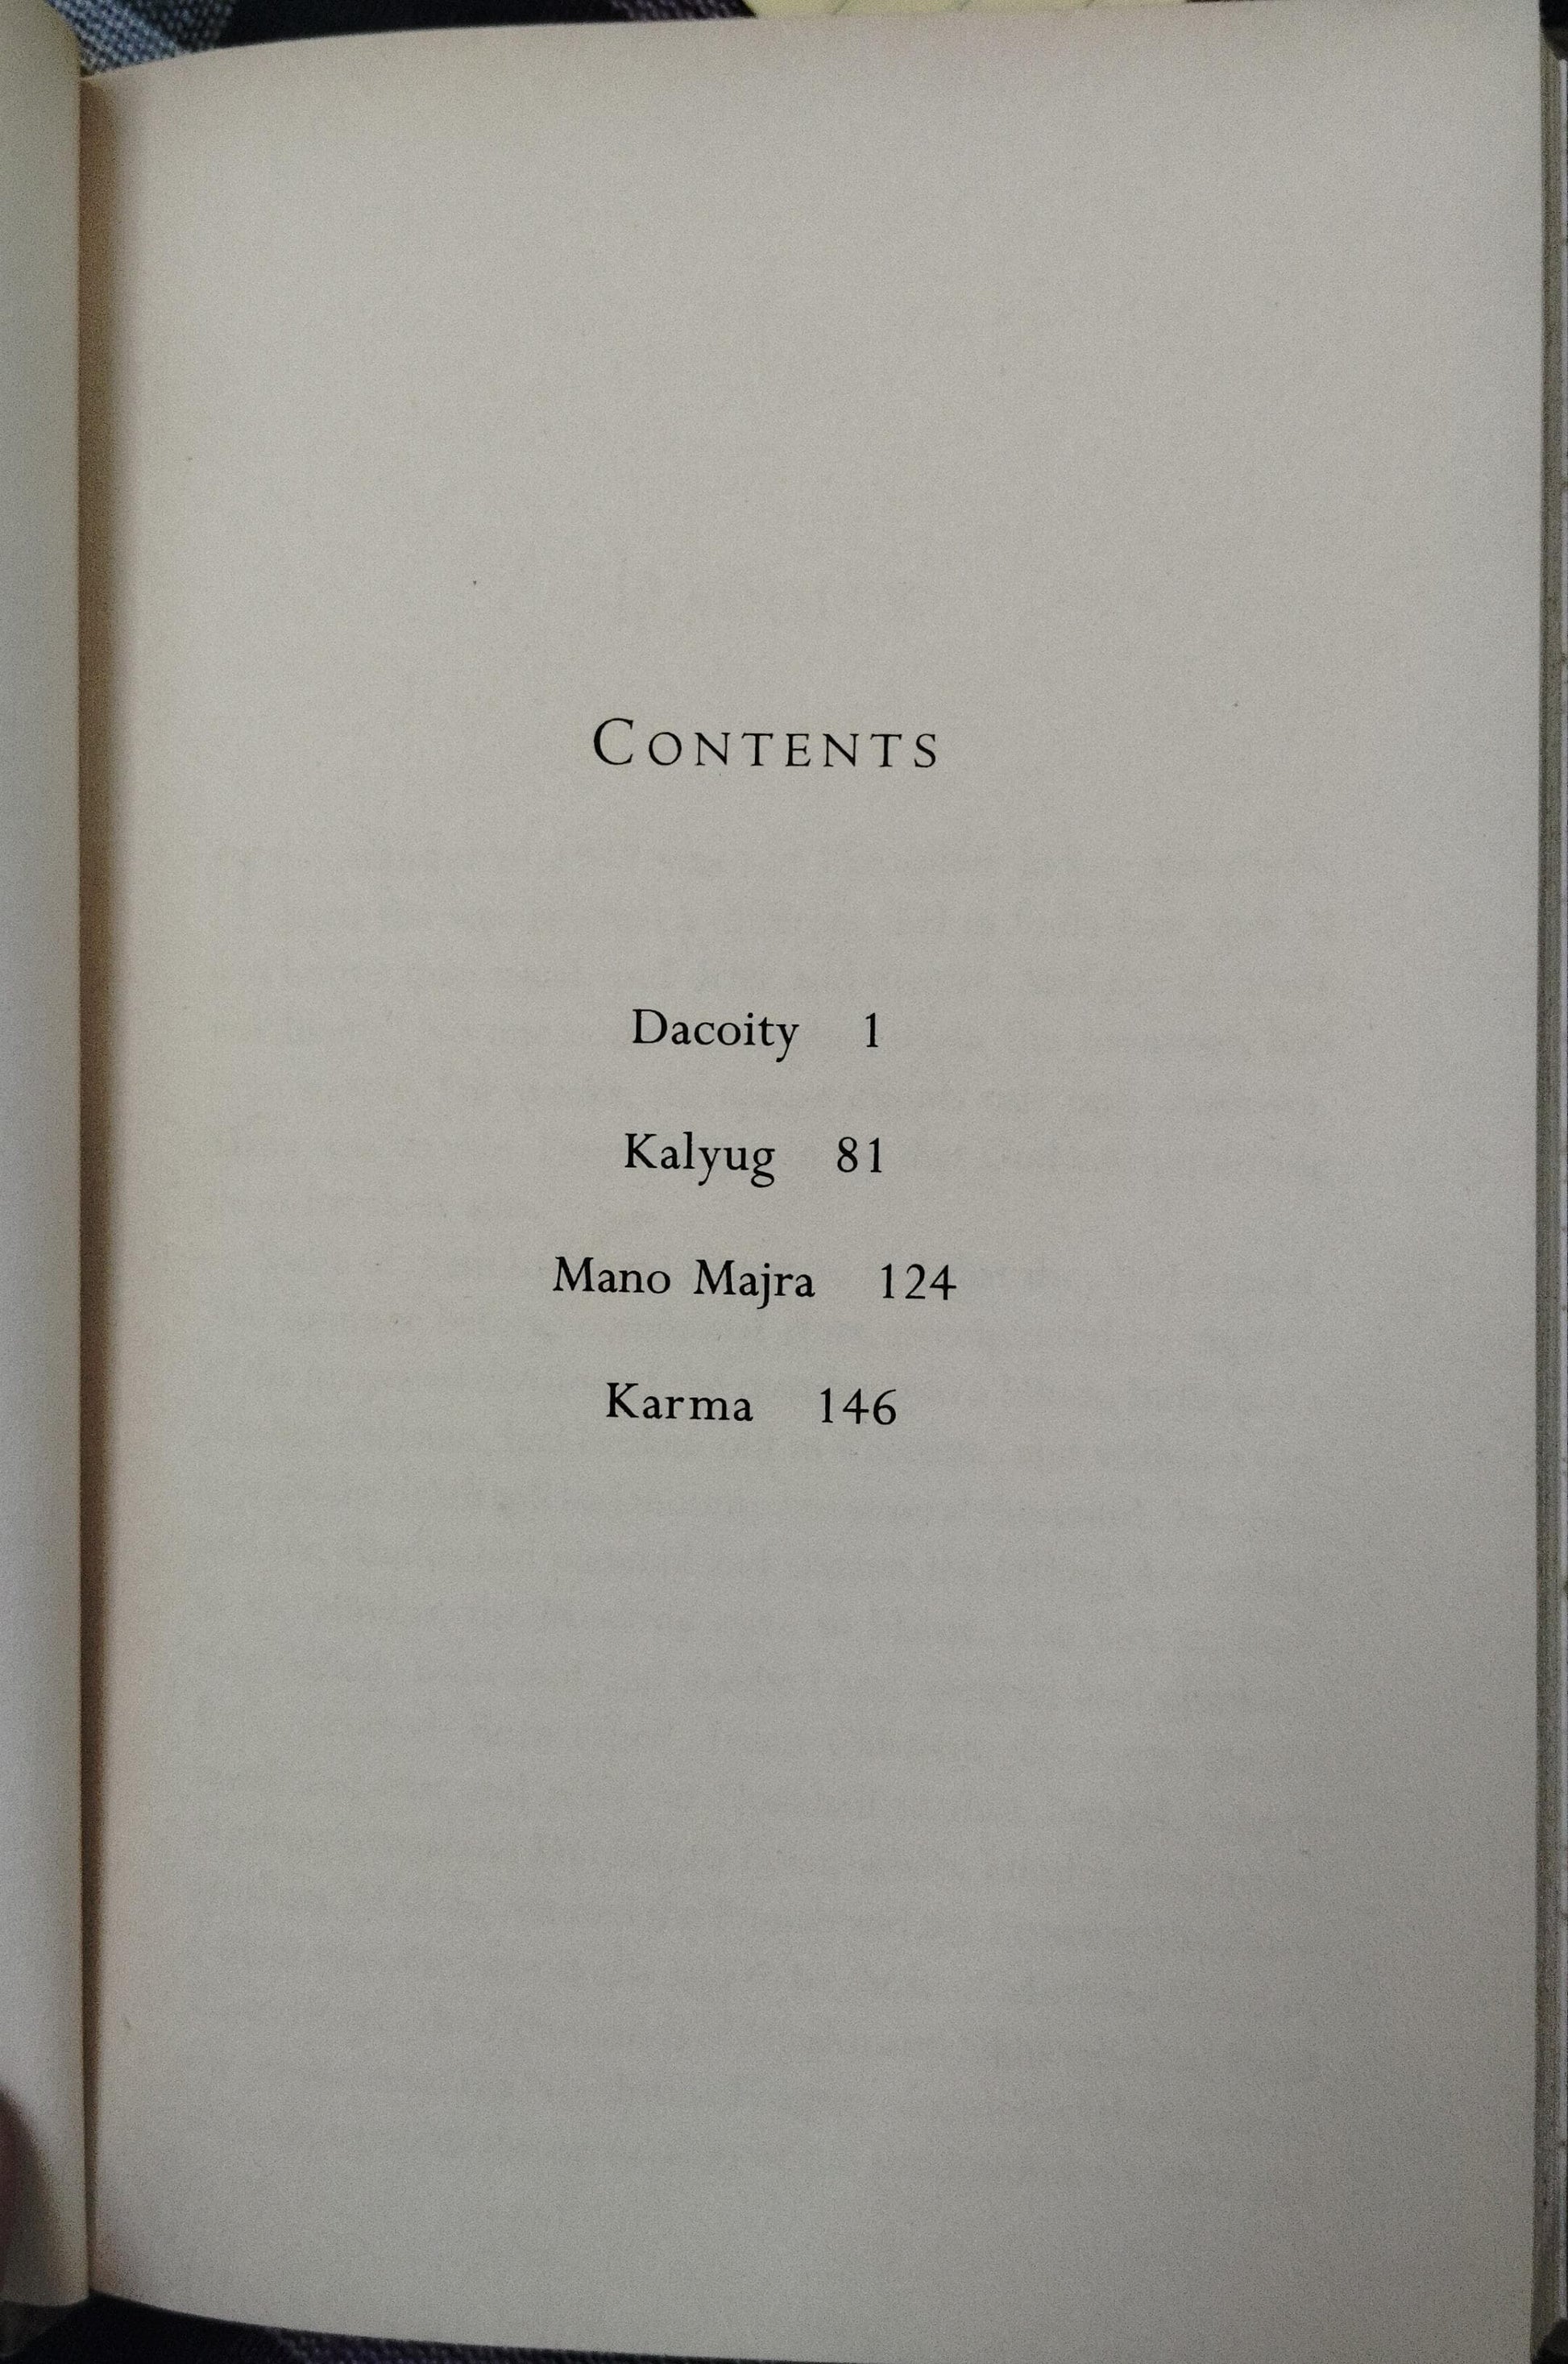 CONTENTS
Dacoity 1
Kalyug 81
Mano Majra 124
Karma 146